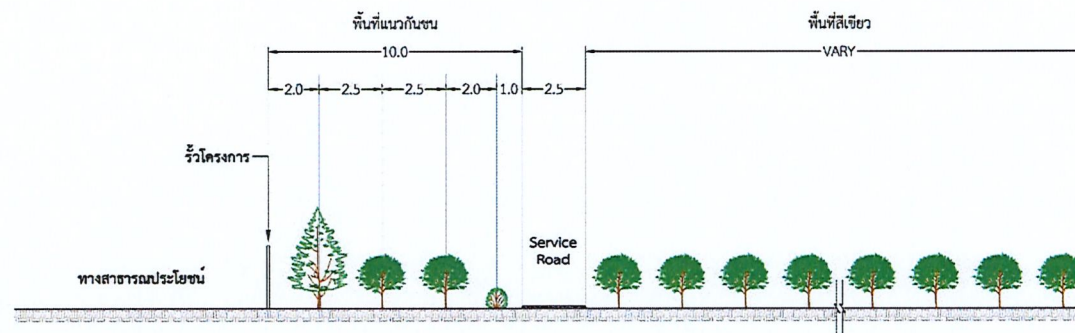 พื้นที่แนวกันชน
พื้นที่สีเขียว
10.0
VARY
2.0 2.5 2.5 2.0 1.0 2.5
รั้วโครงการ
Service
Road
ทางสาธารณประโยชน์